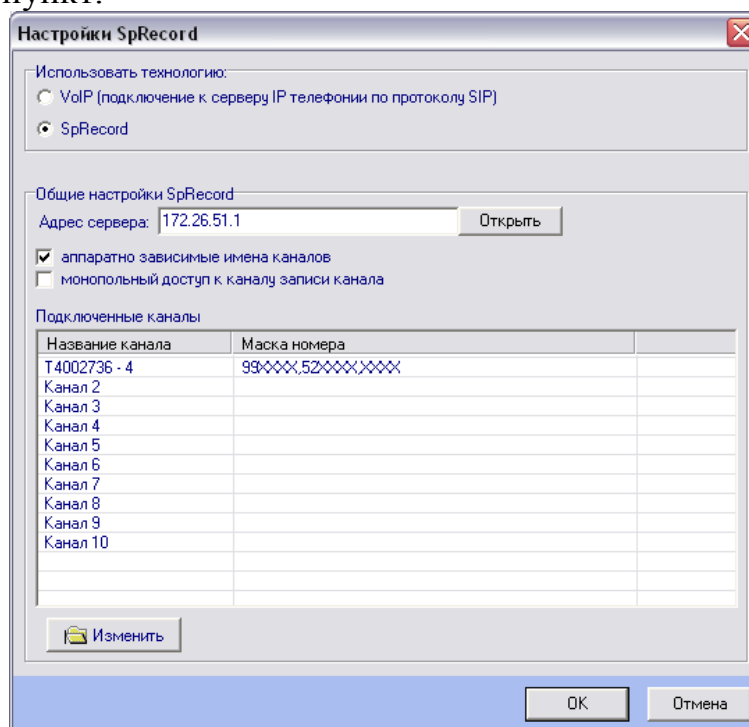 пункт.
Настройки SpRecord
Использовать технологию:
VoIP (подключение к серверу IP телефонии по протоколу SIP)
SpRecord
Общие настройки SpRecord
Адрес сервера: 172.26.51.1 Открыть
аппаратно зависимые имена каналов
монопольный доступ к каналу записи канала
Подключенные каналы
Название канала Маска номера
T4002736 - 4 99XXXX,52XXXX,XXXX
Канал 2
Канал 3
Канал 4
Канал 5
Канал 6
Канал 7
Канал 8
Канал 9
Канал 10
Изменить
OK Отмена